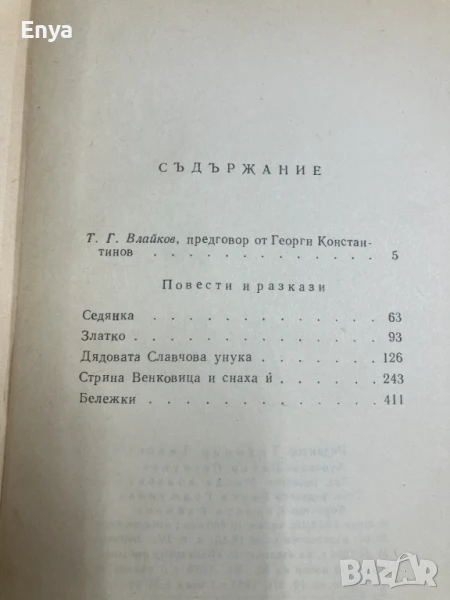 Enya
СЪДЪРЖАНИЕ
Т. Г. Влайков, предговор от Георги Констан-
тинов . . . . . . . . . . . . . 5
Повести и разкази
Седянка . . . . . . . . . . . . . 63
Златко . . . . . . . . . . . . . 93
Дядовата Славчова унука . . . . . . . 126
Стрина Венковица и снаха ѝ . . . . . . 243
Бележки . . . . . . . . . . . . . 411
BAZAR